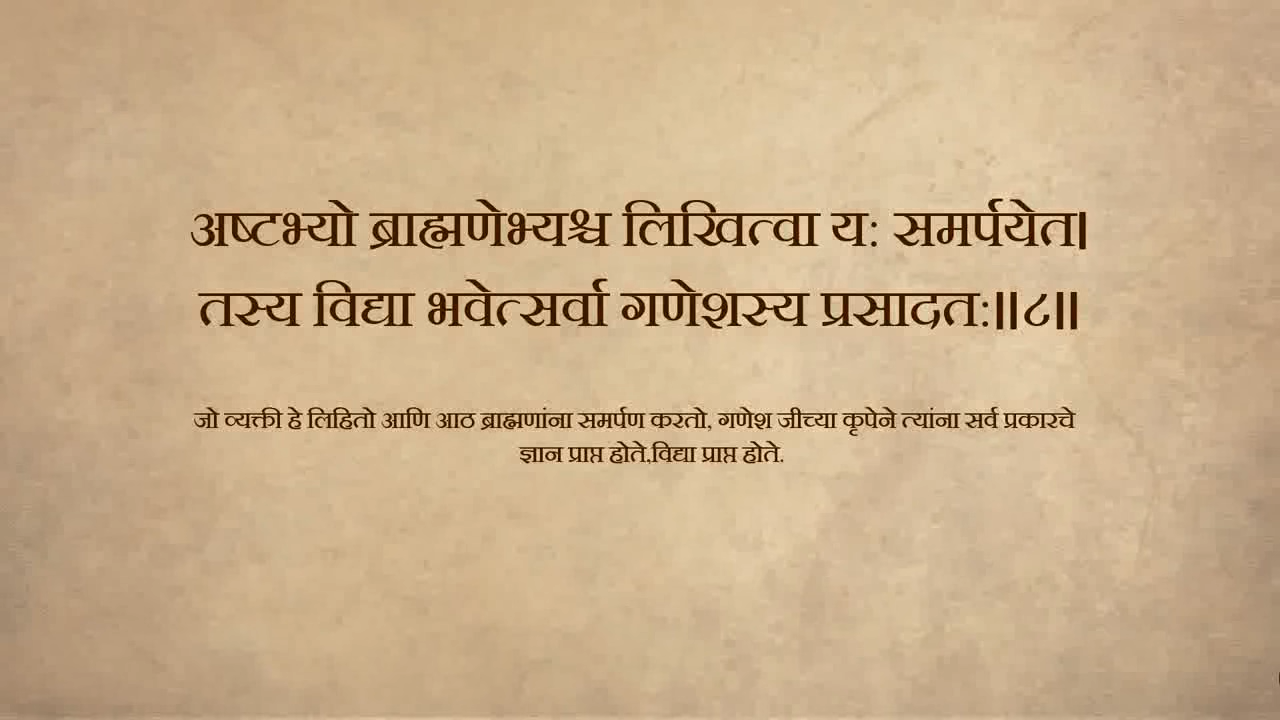 अष्टभ्यो ब्राह्मणेभ्यश्च लिखित्वा य: समर्पयेत।
तस्य विद्या भवेत्सर्वा गणेशस्य प्रसादत:॥८॥
जो व्यक्ती हे लिहितो आणि आठ ब्राह्मणांना समर्पण करतो, गणेश जीच्या कृपेने त्यांना सर्व प्रकारचे
ज्ञान प्राप्त होते,विद्या प्राप्त होते.